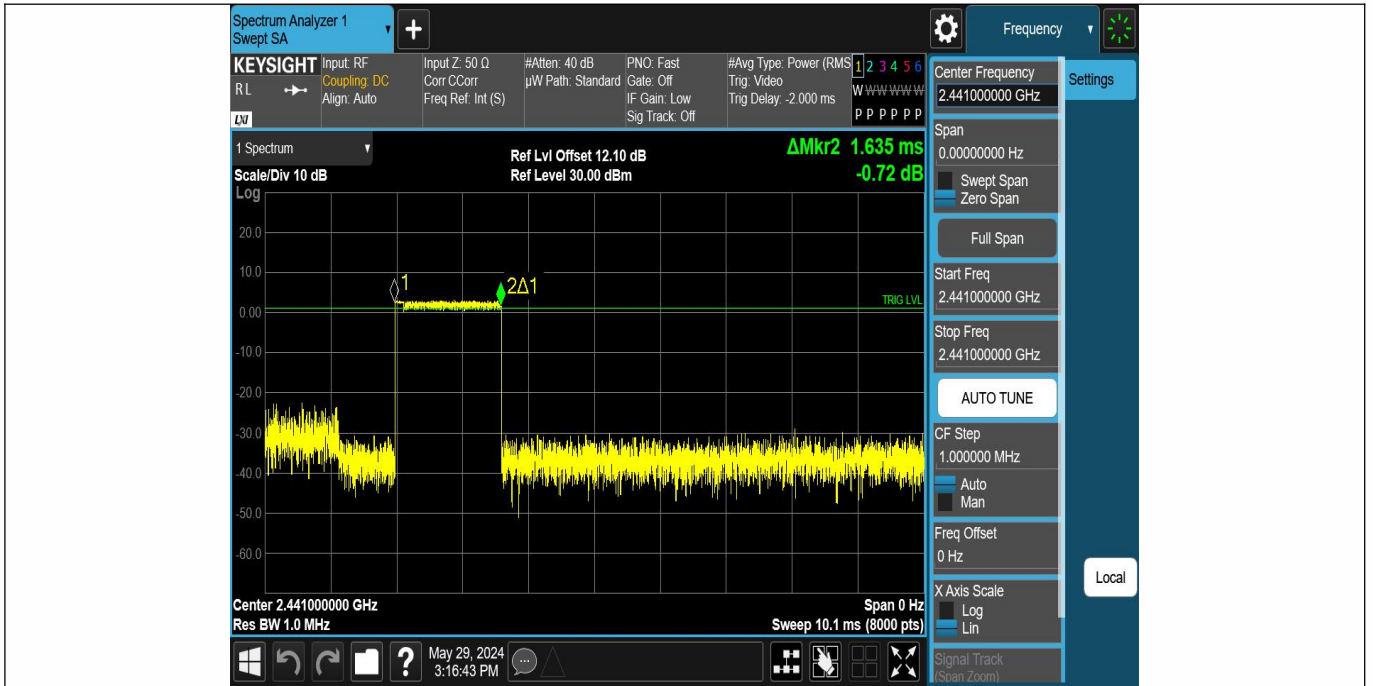 Spectrum Analyzer 1
Swept SA
+
Frequency
KEYSIGHT
R L
LXI
Input: RF
Coupling: DC
Align: Auto
Input Z: 50 Ω
Corr CCorr
Freq Ref: Int (S)
#Atten: 40 dB
µW Path: Standard
PNO: Fast
Gate: Off
IF Gain: Low
Sig Track: Off
#Avg Type: Power (RMS
Trig: Video
Trig Delay: -2.000 ms
1 2 3 4 5 6
W W W W W W
P P P P P P
Center Frequency
2.441000000 GHz
Settings
1 Spectrum
Scale/Div 10 dB
Ref Lvl Offset 12.10 dB
Ref Level 30.00 dBm
ΔMkr2 1.635 ms
-0.72 dB
Log
20.0
10.0
0.00
-10.0
-20.0
-30.0
-40.0
-50.0
-60.0
1
2Δ1
TRIG LVL
Center 2.441000000 GHz
Res BW 1.0 MHz
Span 0 Hz
Sweep 10.1 ms (8000 pts)
Span
0.00000000 Hz
Swept Span
Zero Span
Full Span
Start Freq
2.441000000 GHz
Stop Freq
2.441000000 GHz
AUTO TUNE
CF Step
1.000000 MHz
Auto
Man
Freq Offset
0 Hz
X Axis Scale
Log
Lin
Signal Track
(Span Zoom)
Local
?
May 29, 2024
3:16:43 PM